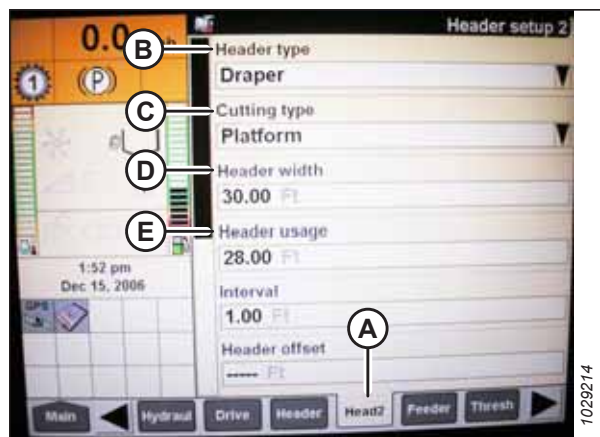 Header setup 2
0.0
1
(P)
1:52 pm
Dec 15, 2006
GPS
B
Header type
Draper
C
Cutting type
Platform
D
Header width
30.00 Ft
E
Header usage
28.00 Ft
Interval
1.00 Ft
A
Header offset
----- Ft
Main
Hydraul
Drive
Header
Head2
Feeder
Thresh
1029214